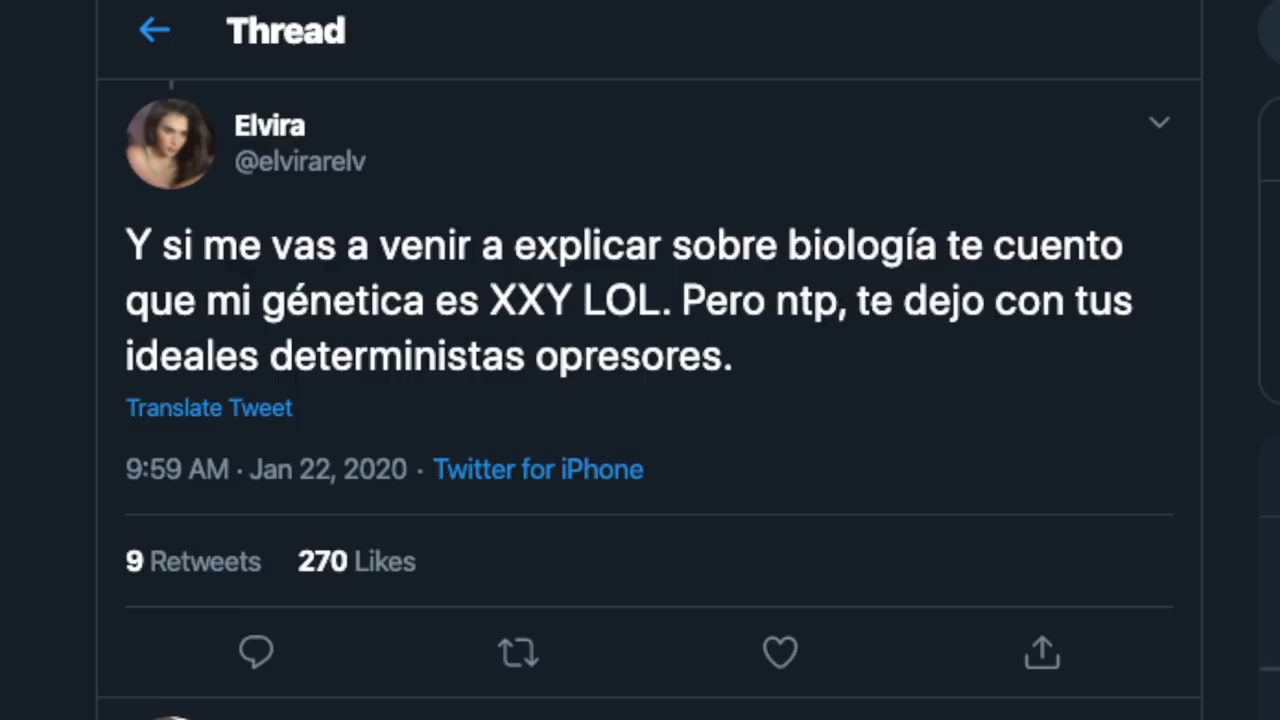 Thread
Elvira
@elvirarelv
Y si me vas a venir a explicar sobre biología te cuento
que mi génetica es XXY LOL. Pero ntp, te dejo con tus
ideales deterministas opresores.
Translate Tweet
9:59 AM · Jan 22, 2020 · Twitter for iPhone
9 Retweets 270 Likes